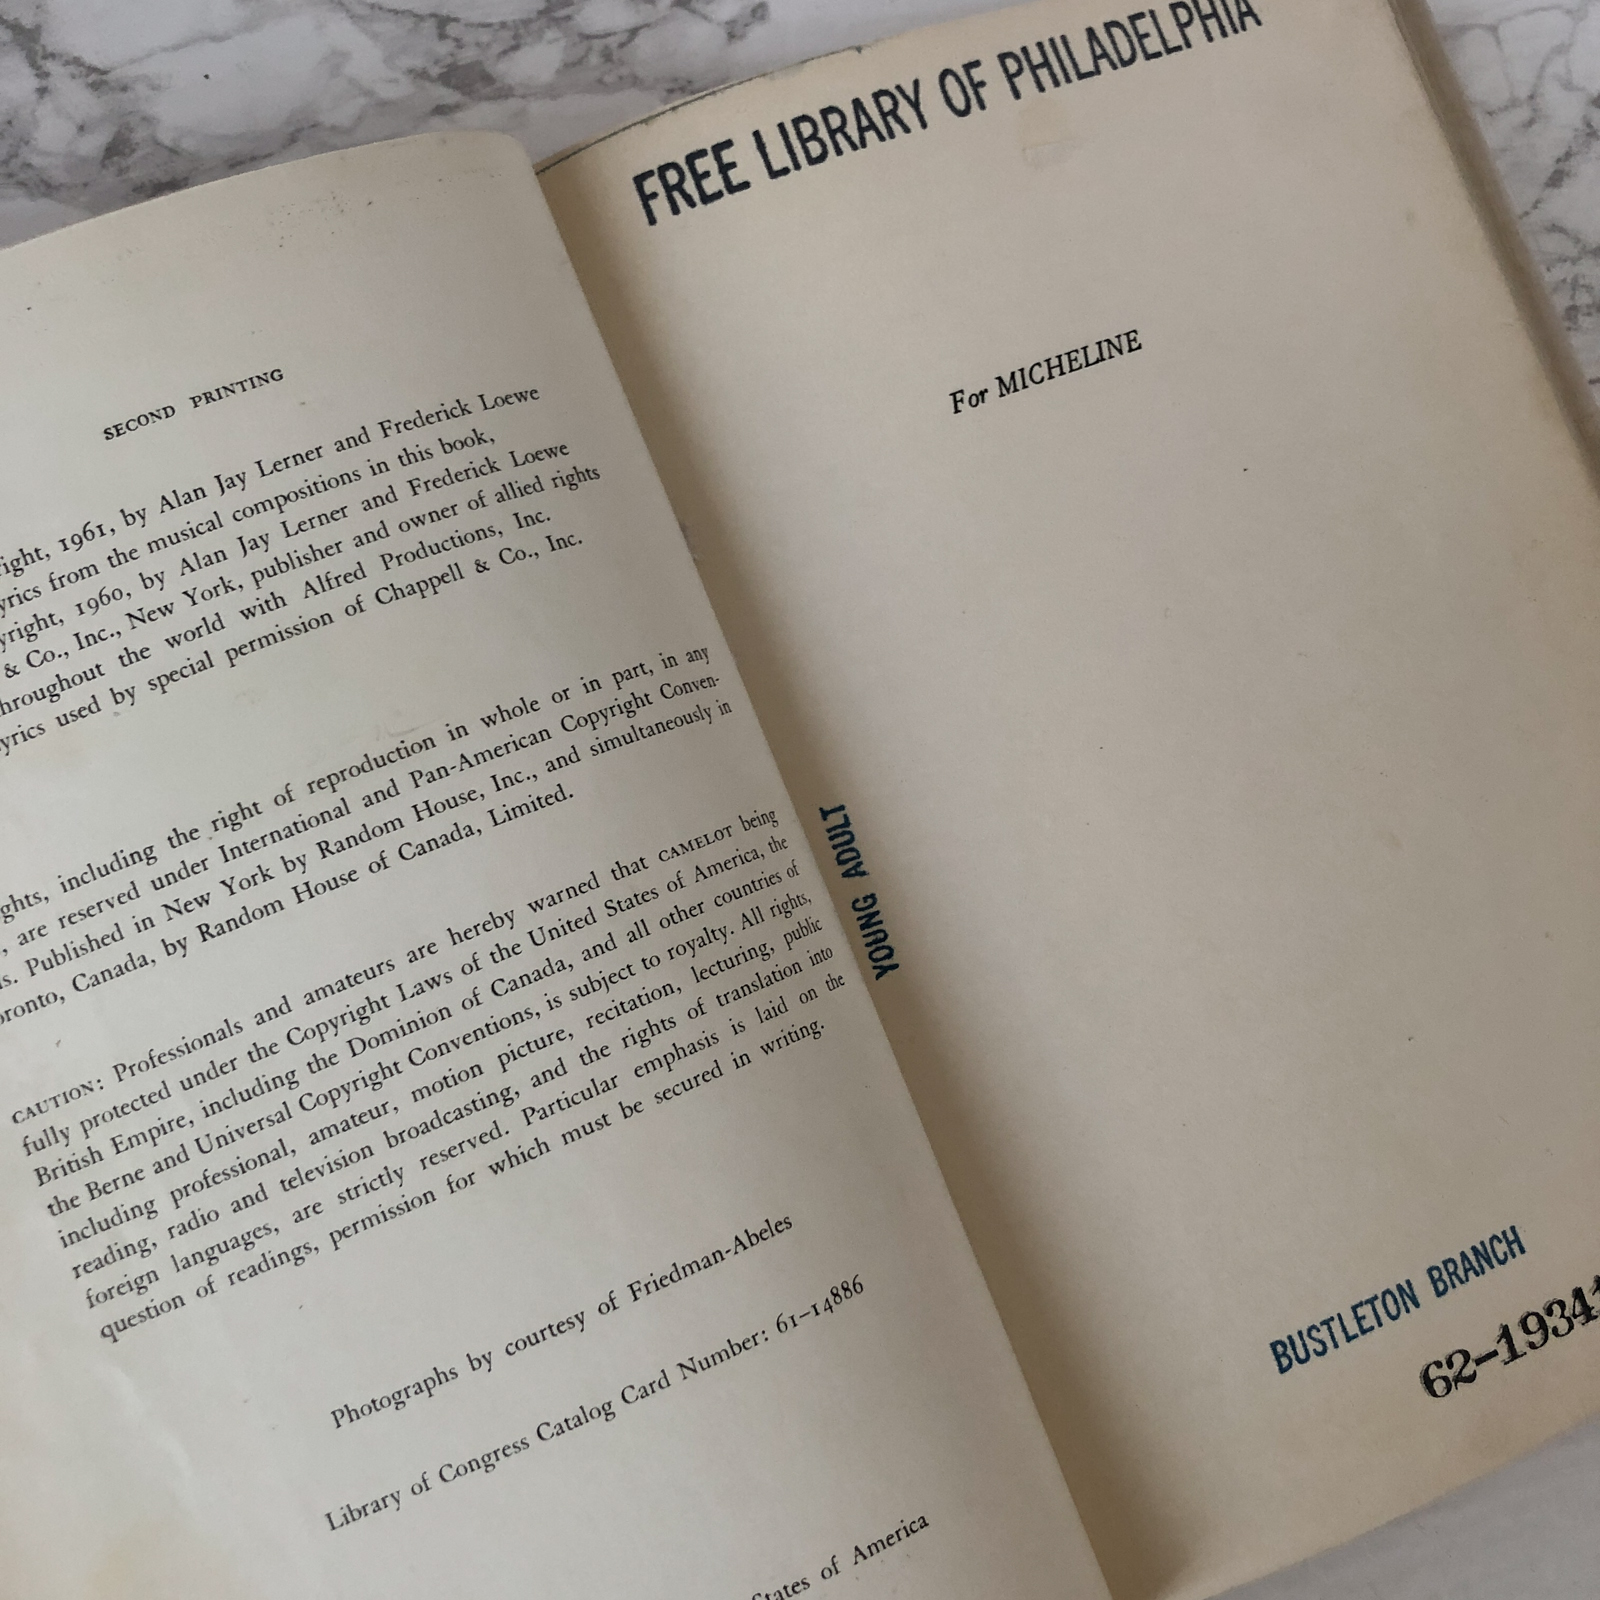 SECOND PRINTING
1961, by Alan Jay Lerner and Frederick Loewe
from the musical compositions in this book,
1960, by Alan Jay Lerner and Frederick Loewe
& Co., Inc., New York, publisher and owner of allied rights
the world with Alfred Productions, Inc.
used by special permission of Chappell & Co., Inc.
including the right of reproduction in whole or in part, in any
are reserved under International and Pan-American Copyright Conven-
Published in New York by Random House, Inc., and simultaneously in
Canada, by Random House of Canada, Limited.
CAUTION: Professionals and amateurs are hereby warned that CAMELOT being
fully protected under the Copyright Laws of the United States of America, the
British Empire, including the Dominion of Canada, and all other countries of
the Berne and Universal Copyright Conventions, is subject to royalty. All rights,
including professional, amateur, motion picture, recitation, lecturing, public
reading, radio and television broadcasting, and the rights of translation into
foreign languages, are strictly reserved. Particular emphasis is laid on the
question of readings, permission for which must be secured in writing.
Photographs by courtesy of Friedman-Abeles
Library of Congress Catalog Card Number: 61–14886
States of America
FREE LIBRARY OF PHILADELPHIA
For MICHELINE
YOUNG ADULT
BUSTLETON BRANCH